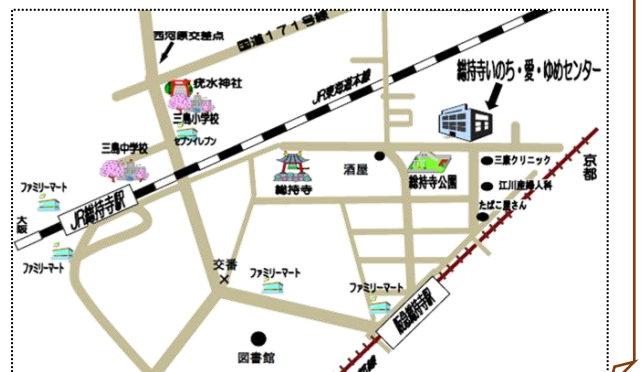 西河原交差点
国道171号線
総持寺いのち・愛・ゆめセンター
疣水神社
JR東海道本線
三島小学校
セブンイレブン
三島中学校
酒屋
三康クリニック
京都
総持寺
総持寺公園
江川産婦人科
ファミリーマート
たばこ屋さん
大阪
JR総持寺駅
ファミリーマート
交番
ファミリーマート
ファミリーマート
阪急総持寺駅
図書館